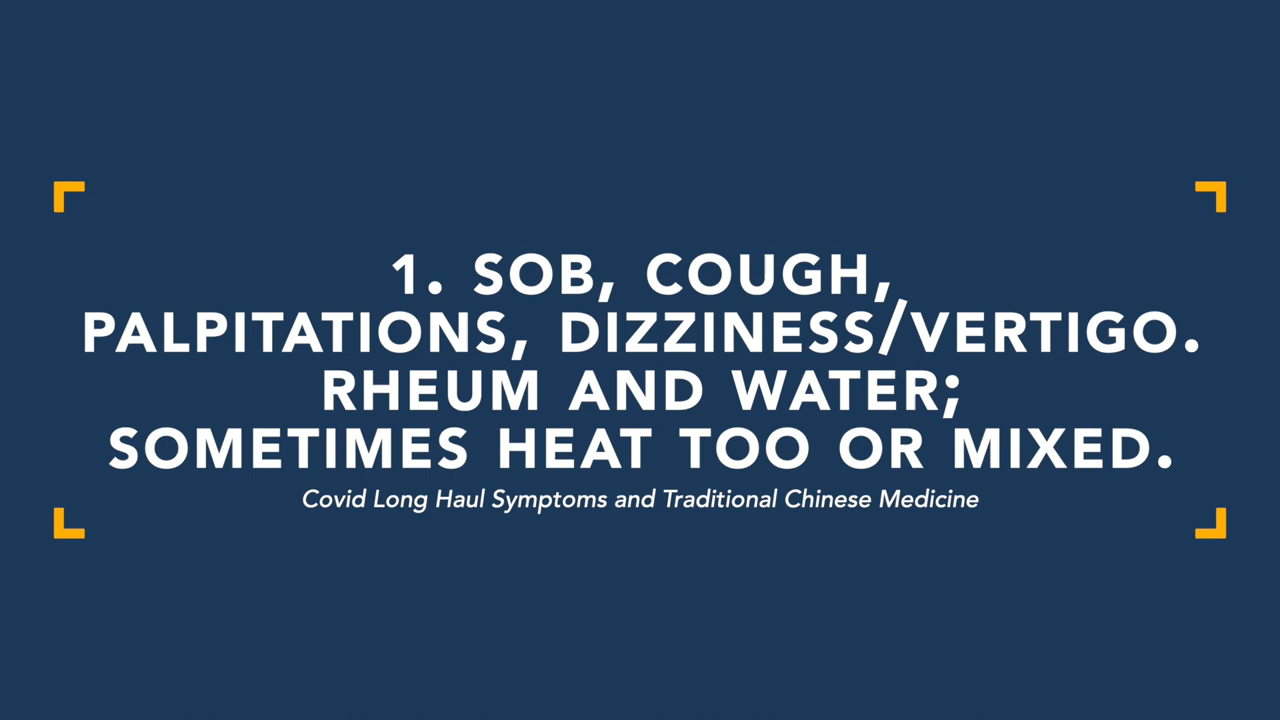 1. SOB, COUGH,
PALPITATIONS, DIZZINESS/VERTIGO.
RHEUM AND WATER;
SOMETIMES HEAT TOO OR MIXED.
Covid Long Haul Symptoms and Traditional Chinese Medicine